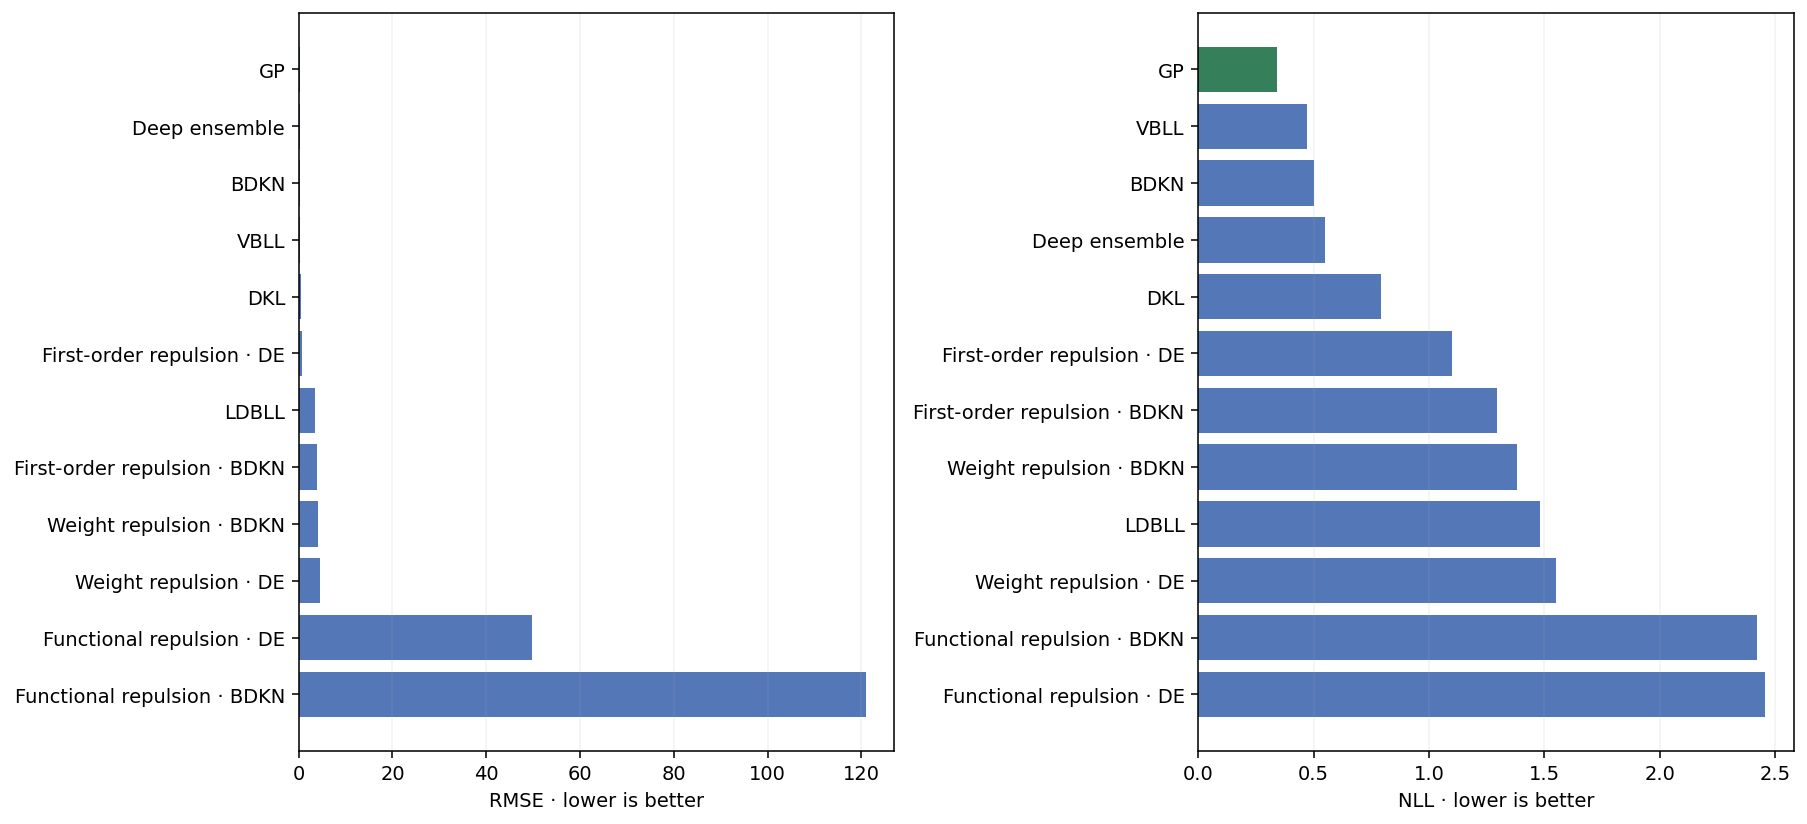 GP
Deep ensemble
BDKN
VBLL
DKL
First-order repulsion · DE
LDBLL
First-order repulsion · BDKN
Weight repulsion · BDKN
Weight repulsion · DE
Functional repulsion · DE
Functional repulsion · BDKN
0 20 40 60 80 100 120
RMSE · lower is better
GP
VBLL
BDKN
Deep ensemble
DKL
First-order repulsion · DE
First-order repulsion · BDKN
Weight repulsion · BDKN
LDBLL
Weight repulsion · DE
Functional repulsion · BDKN
Functional repulsion · DE
0.0 0.5 1.0 1.5 2.0 2.5
NLL · lower is better